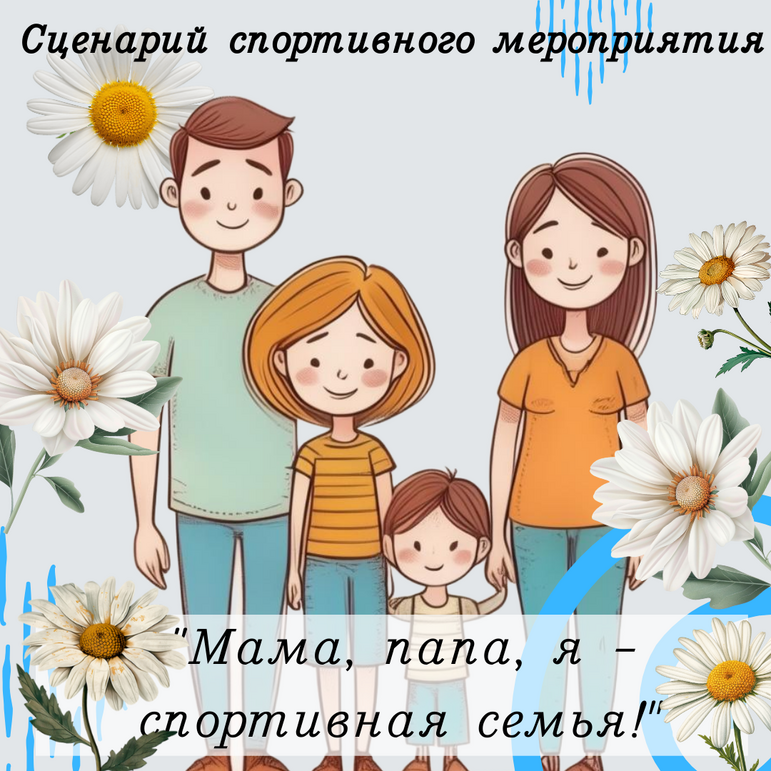 Сценарий спортивного мероприятия
"Мама, папа, я -
спортивная семья!"